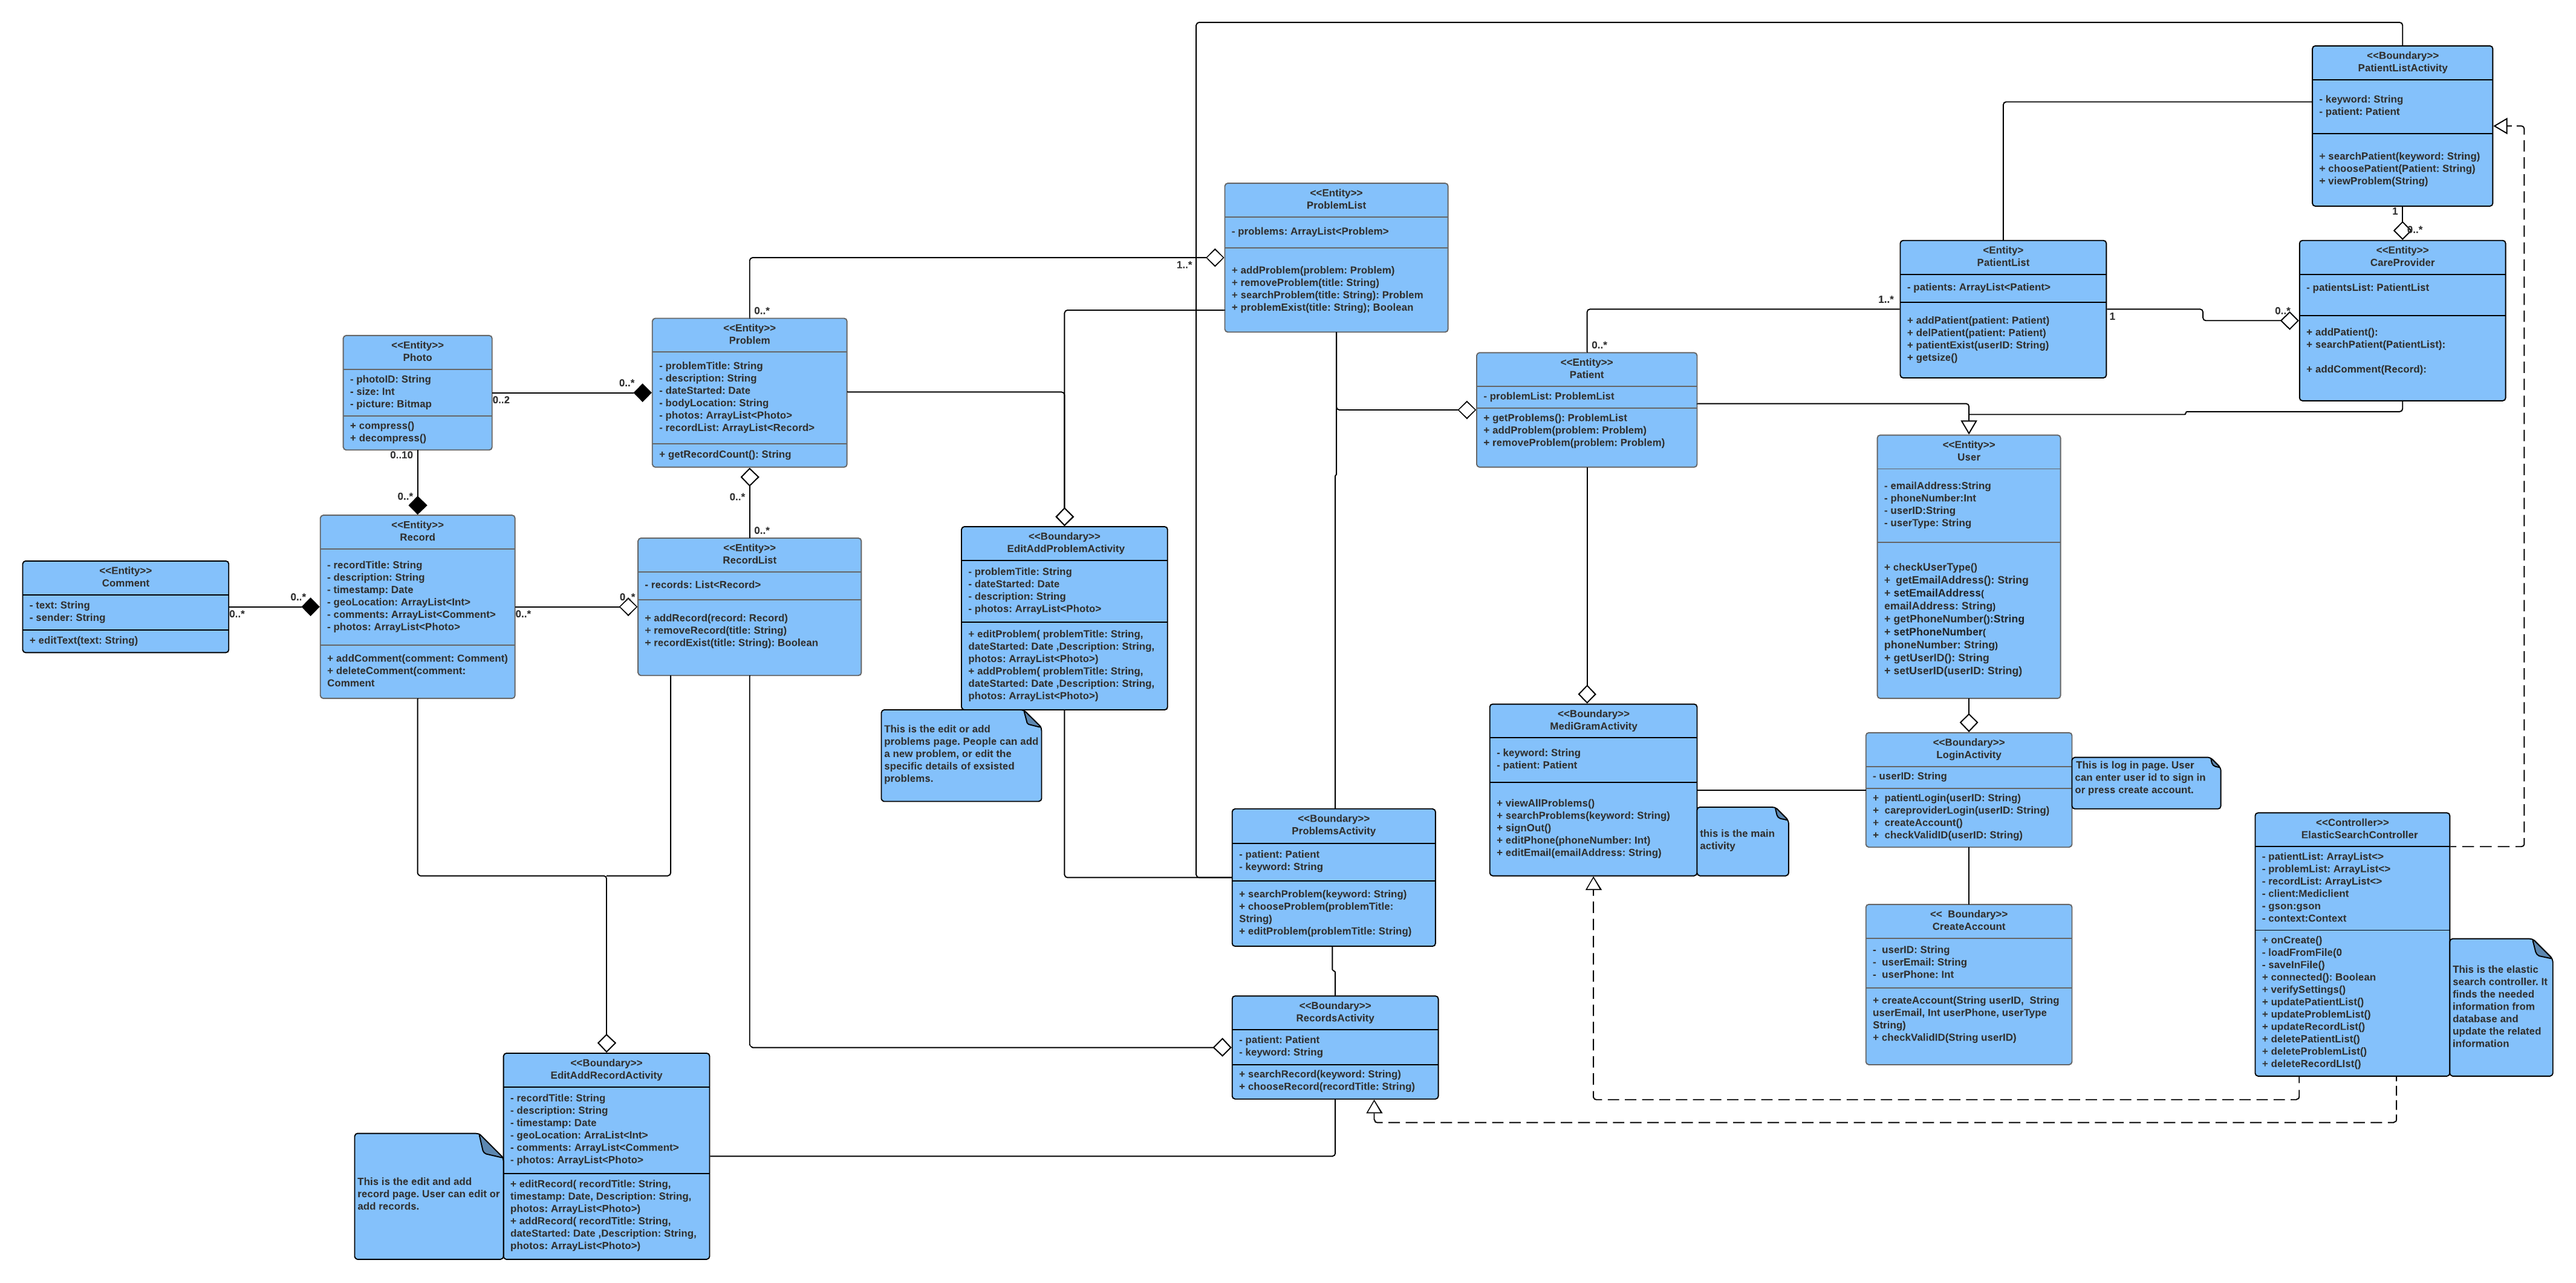 <<Boundary>>
PatientListActivity
- keyword: String
- patient: Patient
+ searchPatient(keyword: String)
+ choosePatient(Patient: String)
+ viewProblem(String)
1
0..*
<<Entity>>
ProblemList
- problems: ArrayList<Problem>
+ addProblem(problem: Problem)
+ removeProblem(title: String)
+ searchProblem(title: String): Problem
+ problemExist(title: String); Boolean
1..*
0..*
<Entity>
PatientList
- patients: ArrayList<Patient>
+ addPatient(patient: Patient)
+ delPatient(patient: Patient)
+ patientExist(userID: String)
+ getsize()
1..*
0..*
1
0..*
<<Entity>>
CareProvider
- patientsList: PatientList
+ addPatient():
+ searchPatient(PatientList):
+ addComment(Record):
<<Entity>>
Photo
- photoID: String
- size: Int
- picture: Bitmap
+ compress()
+ decompress()
0..2
0..*
0..10
0..*
<<Entity>>
Problem
- problemTitle: String
- description: String
- dateStarted: Date
- bodyLocation: String
- photos: ArrayList<Photo>
- recordList: ArrayList<Record>
+ getRecordCount(): String
0..*
0..*
<<Entity>>
Patient
- problemList: ProblemList
+ getProblems(): ProblemList
+ addProblem(problem: Problem)
+ removeProblem(problem: Problem)
<<Entity>>
User
- emailAddress:String
- phoneNumber:Int
- userID:String
- userType: String
+ checkUserType()
+  getEmailAddress(): String
+ setEmailAddress(
emailAddress: String)
+ getPhoneNumber():String
+ setPhoneNumber(
phoneNumber: String)
+ getUserID(): String
+ setUserID(userID: String)
<<Entity>>
Comment
- text: String
- sender: String
+ editText(text: String)
0..*
0..*
<<Entity>>
Record
- recordTitle: String
- description: String
- timestamp: Date
- geoLocation: ArrayList<Int>
- comments: ArrayList<Comment>
- photos: ArrayList<Photo>
+ addComment(comment: Comment)
+ deleteComment(comment:
Comment
0..*
0..*
<<Entity>>
RecordList
- records: List<Record>
+ addRecord(record: Record)
+ removeRecord(title: String)
+ recordExist(title: String): Boolean
<<Boundary>>
EditAddProblemActivity
- problemTitle: String
- dateStarted: Date
- description: String
- photos: ArrayList<Photo>
+ editProblem( problemTitle: String,
dateStarted: Date ,Description: String,
photos: ArrayList<Photo>)
+ addProblem( problemTitle: String,
dateStarted: Date ,Description: String,
photos: ArrayList<Photo>)
This is the edit or add
problems page. People can add
a new problem, or edit the
specific details of exsisted
problems.
<<Boundary>>
MediGramActivity
- keyword: String
- patient: Patient
+ viewAllProblems()
+ searchProblems(keyword: String)
+ signOut()
+ editPhone(phoneNumber: Int)
+ editEmail(emailAddress: String)
this is the main
activity
<<Boundary>>
LoginActivity
- userID: String
+  patientLogin(userID: String)
+  careproviderLogin(userID: String)
+  createAccount()
+  checkValidID(userID: String)
This is log in page. User
can enter user id to sign in
or press create account.
<<Boundary>>
ProblemsActivity
- patient: Patient
- keyword: String
+ searchProblem(keyword: String)
+ chooseProblem(problemTitle:
String)
+ editProblem(problemTitle: String)
<<Controller>>
ElasticSearchController
- patientList: ArrayList<>
- problemList: ArrayList<>
- recordList: ArrayList<>
- client:Mediclient
- gson:gson
- context:Context
+ onCreate()
- loadFromFile(0
- saveInFile()
+ connected(): Boolean
+ verifySettings()
+ updatePatientList()
+ updateProblemList()
+ updateRecordList()
+ deletePatientList()
+ deleteProblemList()
+ deleteRecordLIst()
This is the elastic
search controller. It
finds the needed
information from
database and
update the related
information
<<  Boundary>>
CreateAccount
-  userID: String
-  userEmail: String
-  userPhone: Int
+ createAccount(String userID,  String
userEmail, Int userPhone, userType
String)
+ checkValidID(String userID)
<<Boundary>>
RecordsActivity
- patient: Patient
- keyword: String
+ searchRecord(keyword: String)
+ chooseRecord(recordTitle: String)
<<Boundary>>
EditAddRecordActivity
- recordTitle: String
- description: String
- timestamp: Date
- geoLocation: ArraList<Int>
- comments: ArrayList<Comment>
- photos: ArrayList<Photo>
+ editRecord( recordTitle: String,
timestamp: Date, Description: String,
photos: ArrayList<Photo>)
+ addRecord( recordTitle: String,
dateStarted: Date ,Description: String,
photos: ArrayList<Photo>)
This is the edit and add
record page. User can edit or
add records.